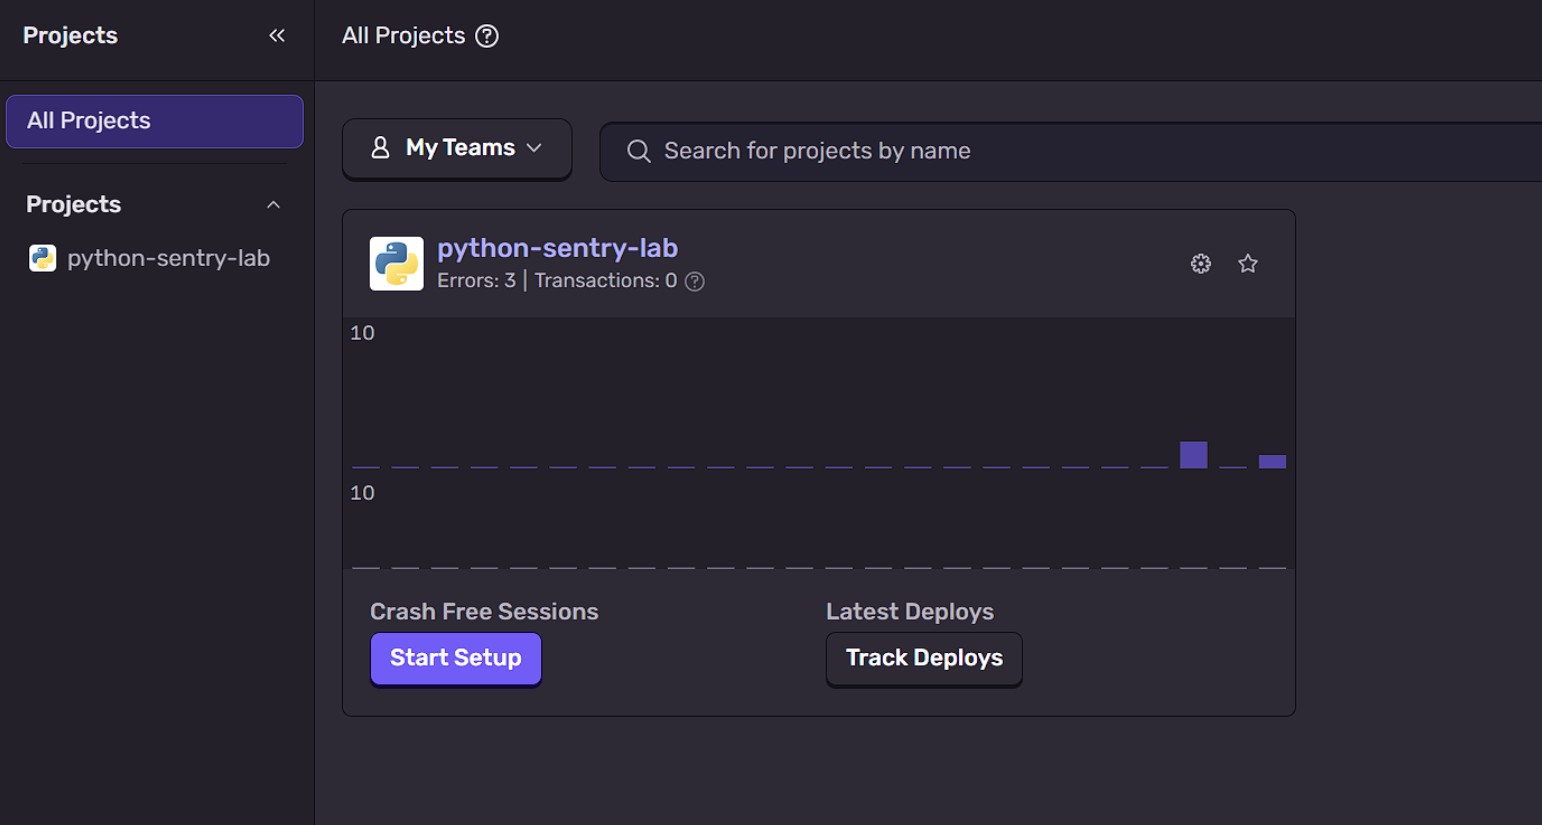 Projects
All Projects
All Projects
My Teams
Search for projects by name
Projects
python-sentry-lab
python-sentry-lab
Errors: 3 | Transactions: 0
10
10
Crash Free Sessions
Latest Deploys
Start Setup
Track Deploys